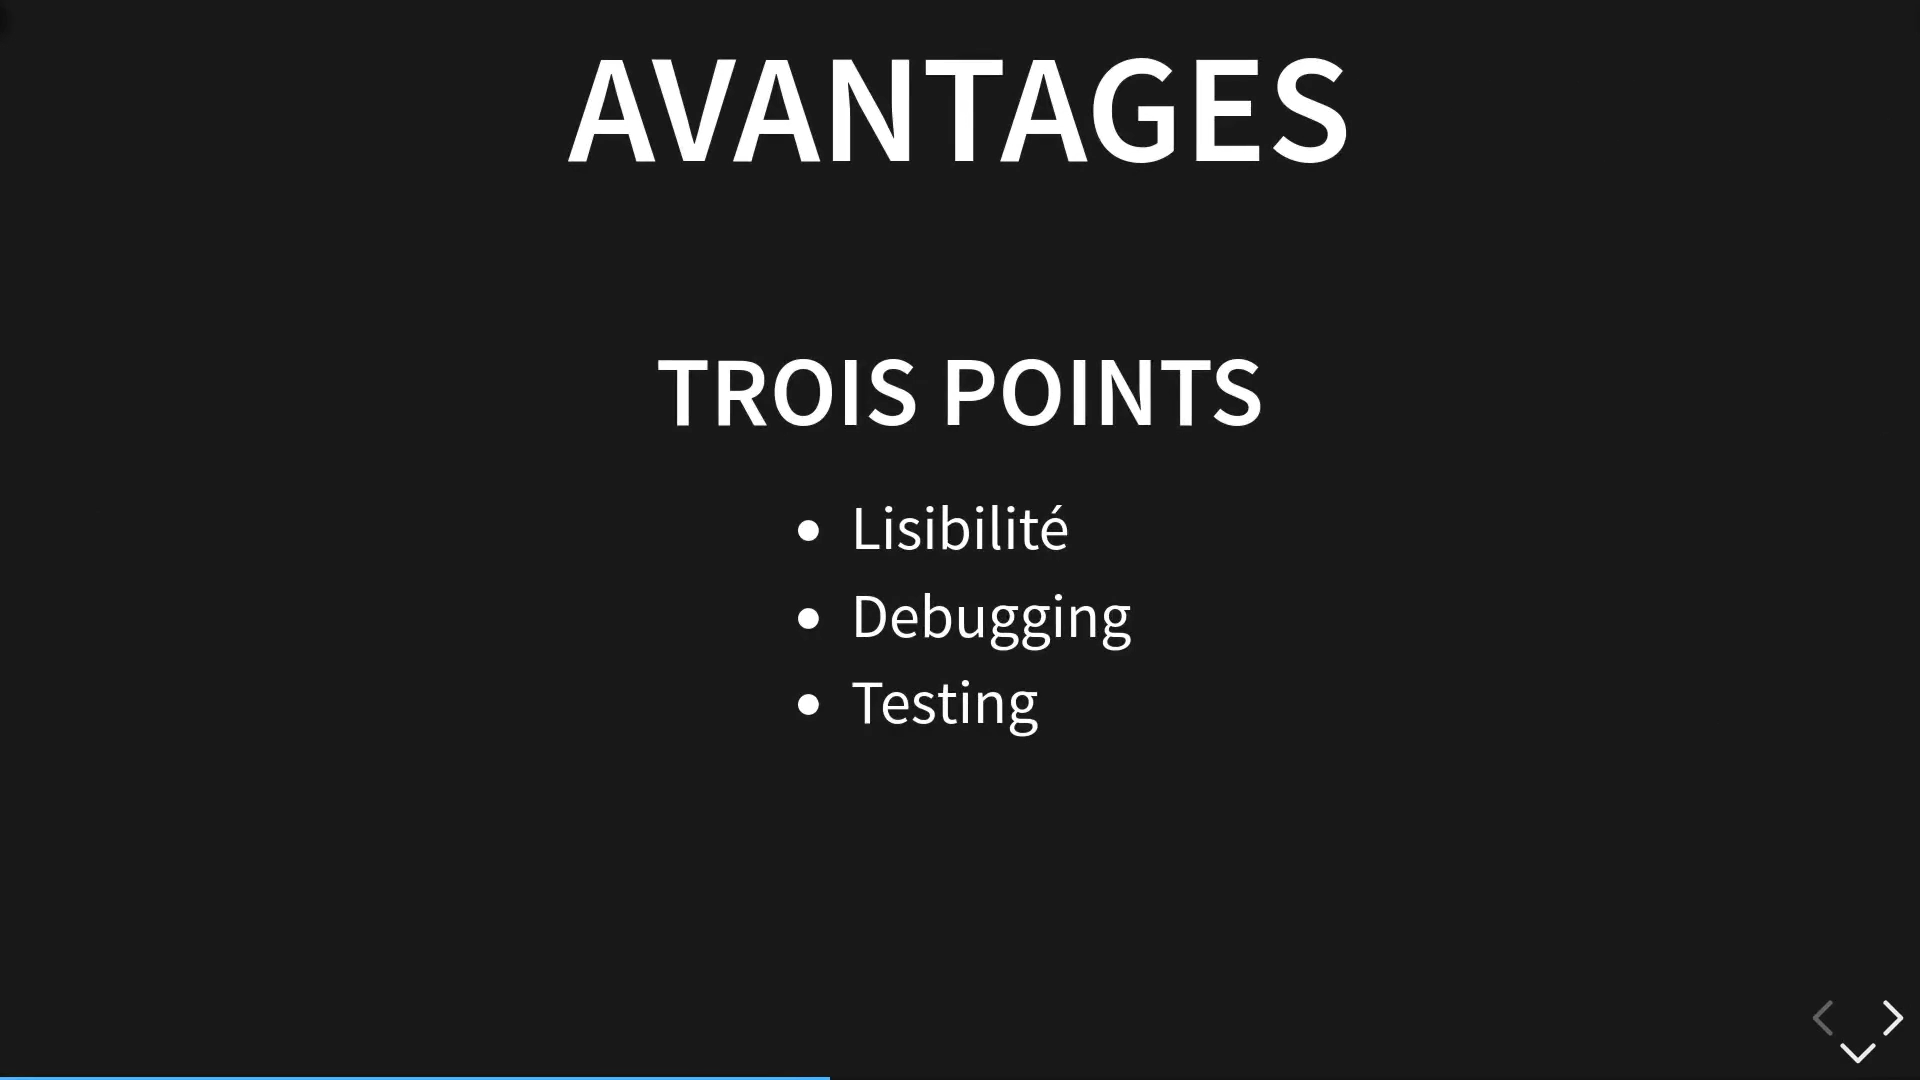 AVANTAGES
TROIS POINTS
Lisibilité
Debugging
Testing